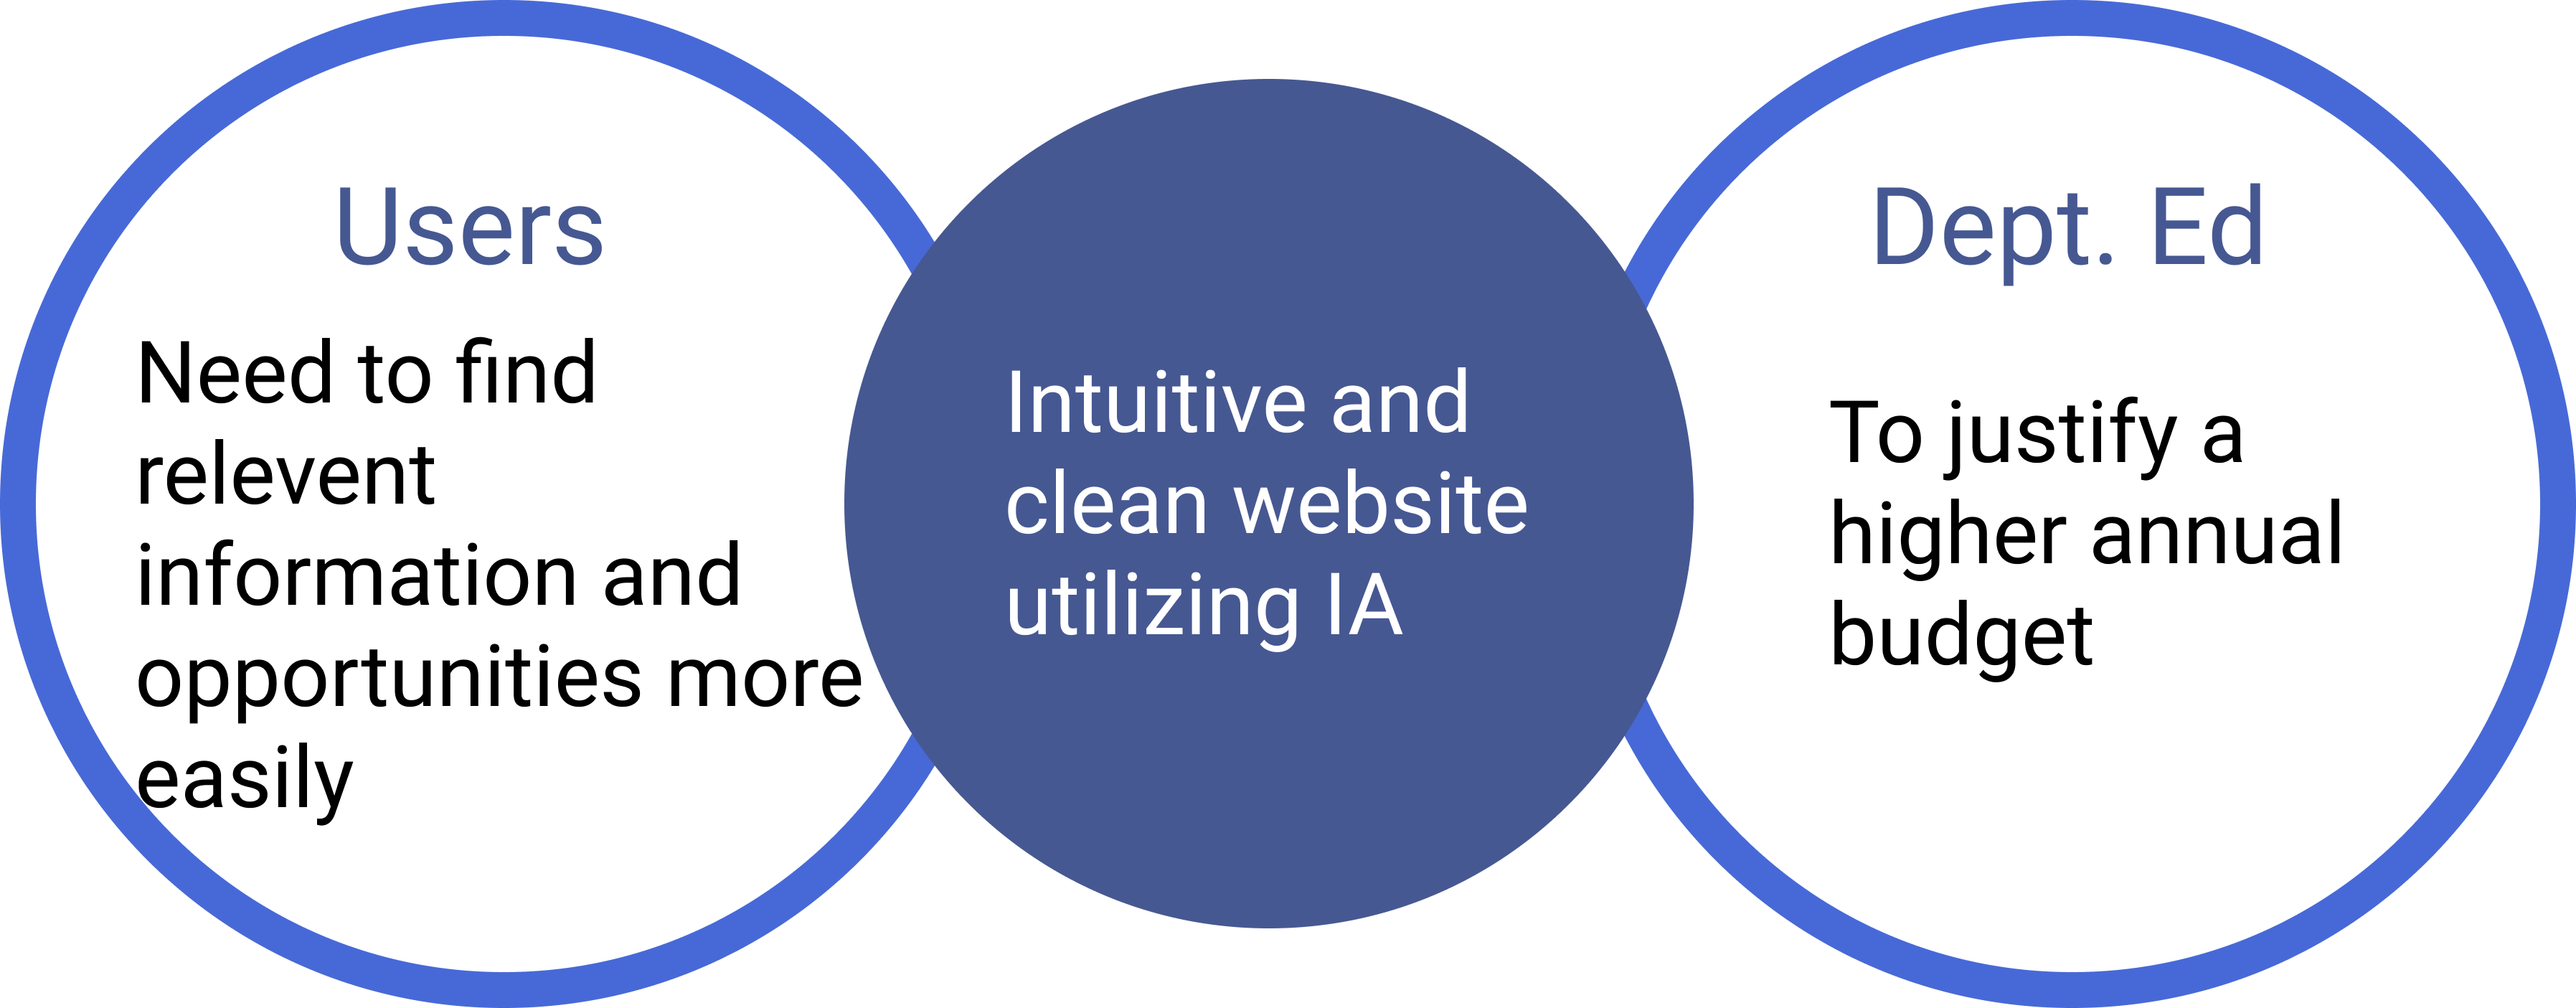 Users
Need to find
relevent
information and
opportunities more
easily
Intuitive and
clean website
utilizing IA
Dept. Ed
To justify a
higher annual
budget